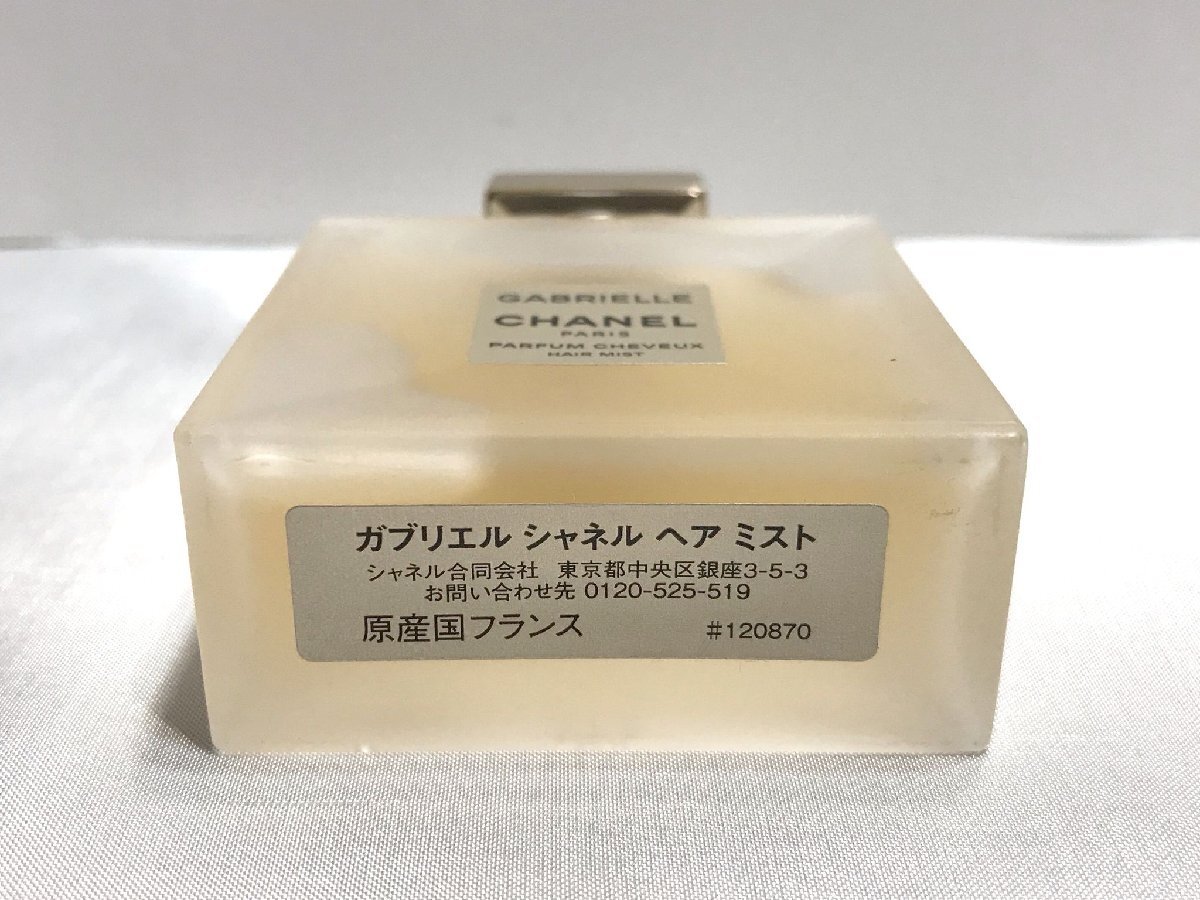 GABRIELLE
CHANEL
PARIS
PARFUM CHEVEUX
HAIR MIST
ガブリエル シャネル ヘア ミスト
シャネル合同会社 東京都中央区銀座3-5-3
お問い合わせ先 0120-525-519
原産国フランス #120870